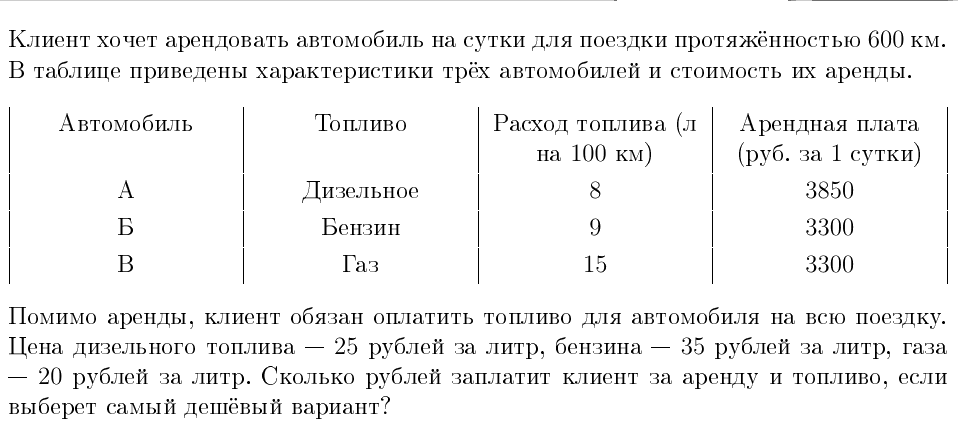 Клиент хочет арендовать автомобиль на сутки для поездки протяжённостью 600 км.
В таблице приведены характеристики трёх автомобилей и стоимость их аренды.
Автомобиль Топливо Расход топлива (л на 100 км) Арендная плата (руб. за 1 сутки)
А Дизельное 8 3850
Б Бензин 9 3300
В Газ 15 3300
Помимо аренды, клиент обязан оплатить топливо для автомобиля на всю поездку.
Цена дизельного топлива — 25 рублей за литр, бензина — 35 рублей за литр, газа
— 20 рублей за литр. Сколько рублей заплатит клиент за аренду и топливо, если
выберет самый дешёвый вариант?